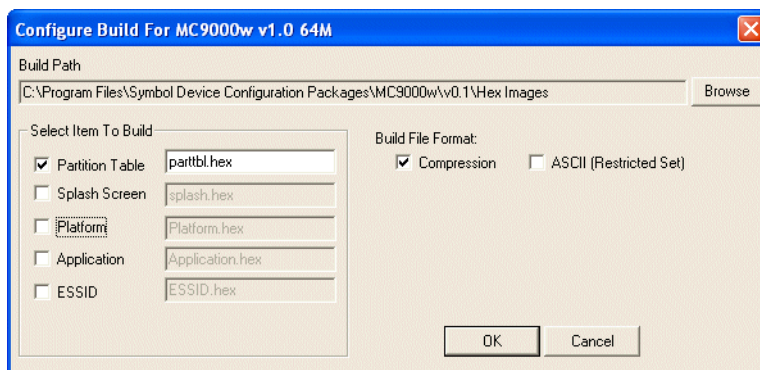 Configure Build For MC9000w v1.0 64M
Build Path
C:\Program Files\Symbol Device Configuration Packages\MC9000w\v0.1\Hex Images
Browse
Select Item To Build
Partition Table parttbl.hex
Splash Screen splash.hex
Platform Platform.hex
Application Application.hex
ESSID ESSID.hex
Build File Format:
Compression ASCII (Restricted Set)
OK Cancel